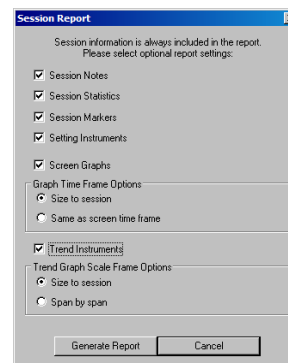 Session Report
Session information is always included in the report.
Please select optional report settings:
Session Notes
Session Statistics
Session Markers
Setting Instruments
Screen Graphs
Graph Time Frame Options
Size to session
Same as screen time frame
Trend Instruments
Trend Graph Scale Frame Options
Size to session
Span by span
Generate Report
Cancel